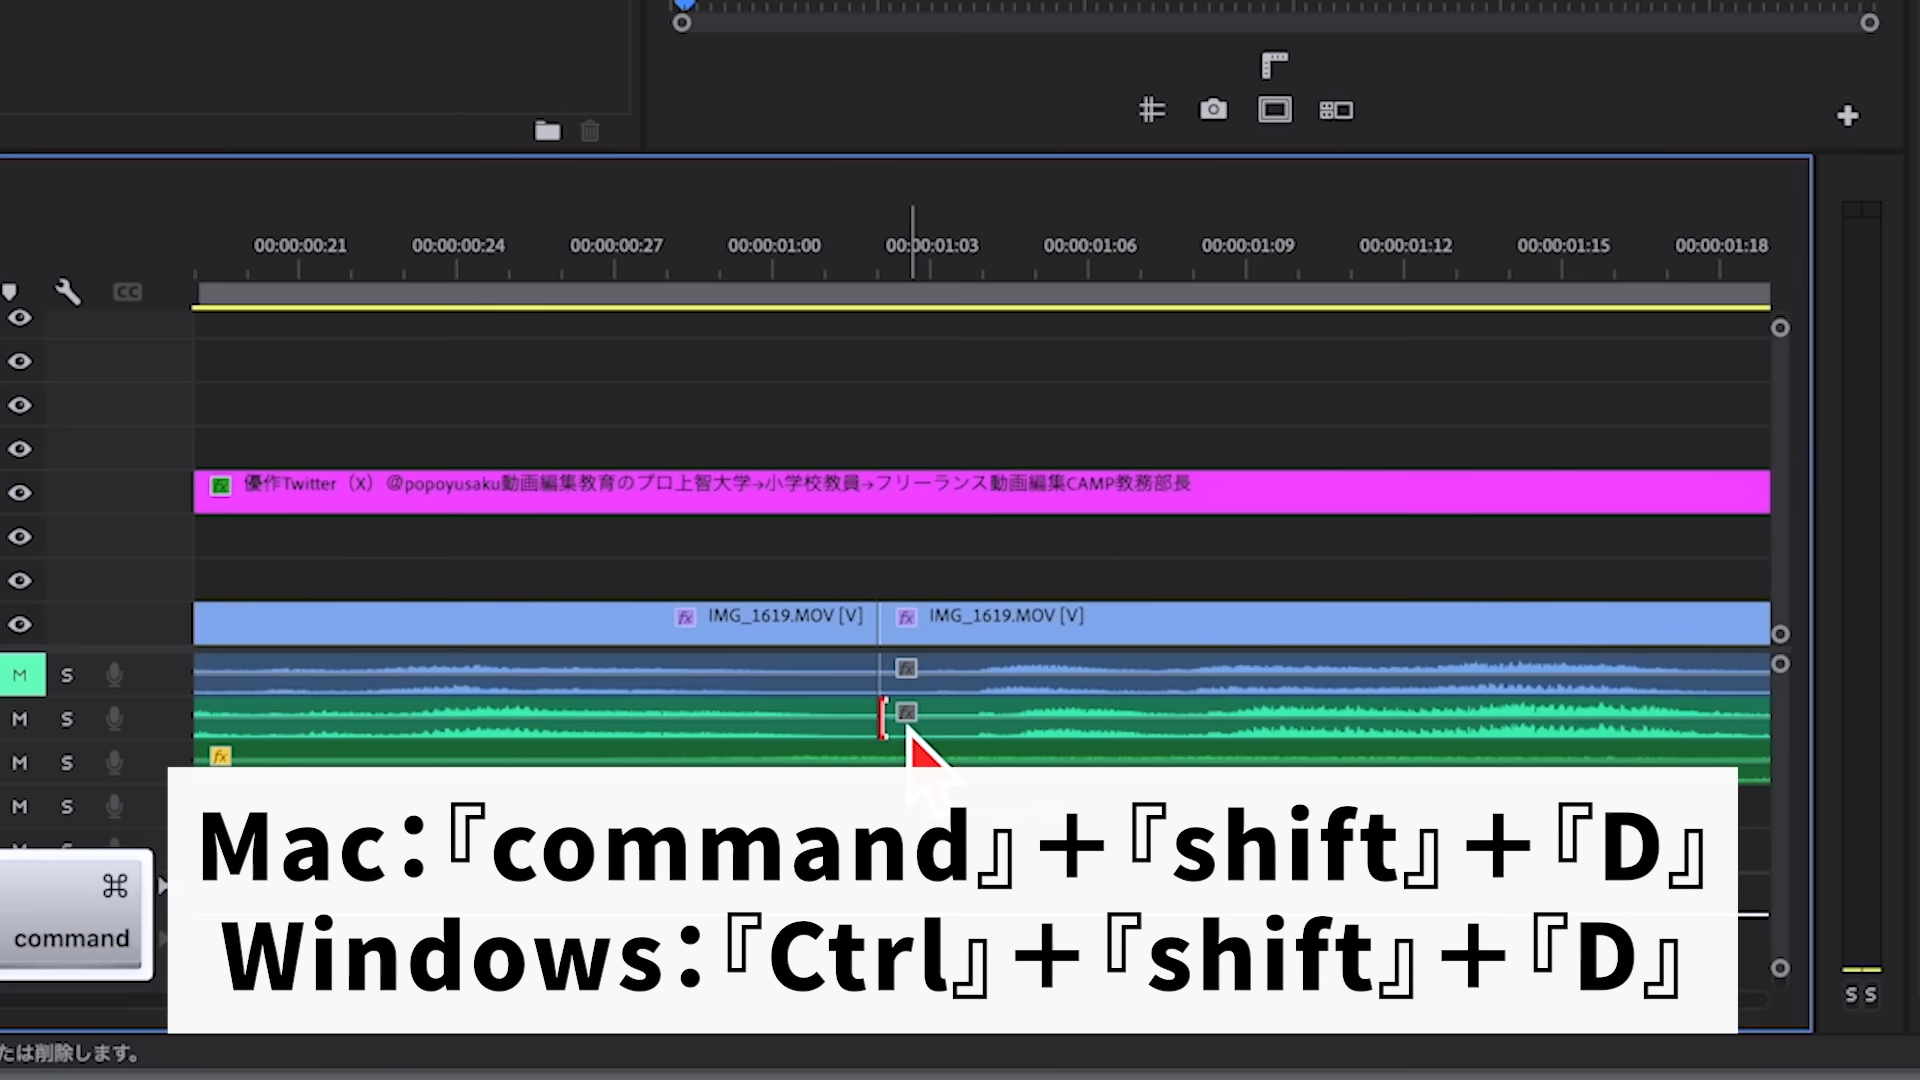 00:00:00:21 00:00:00:24 00:00:00:27 00:00:01:00 00:00:01:03 00:00:01:06 00:00:01:09 00:00:01:12 00:00:01:15 00:00:01:18
CC
fx 優作Twitter（X）@popoyusaku動画編集教育のプロ上智大学→小学校教員→フリーランス動画編集CAMP教務部長
fx IMG_1619.MOV [V] fx IMG_1619.MOV [V]
M S fx
M S fx
M S fx
M S
Mac：『command』＋『shift』＋『D』
⌘
command
Windows：『Ctrl』＋『shift』＋『D』
S S
たは削除します。